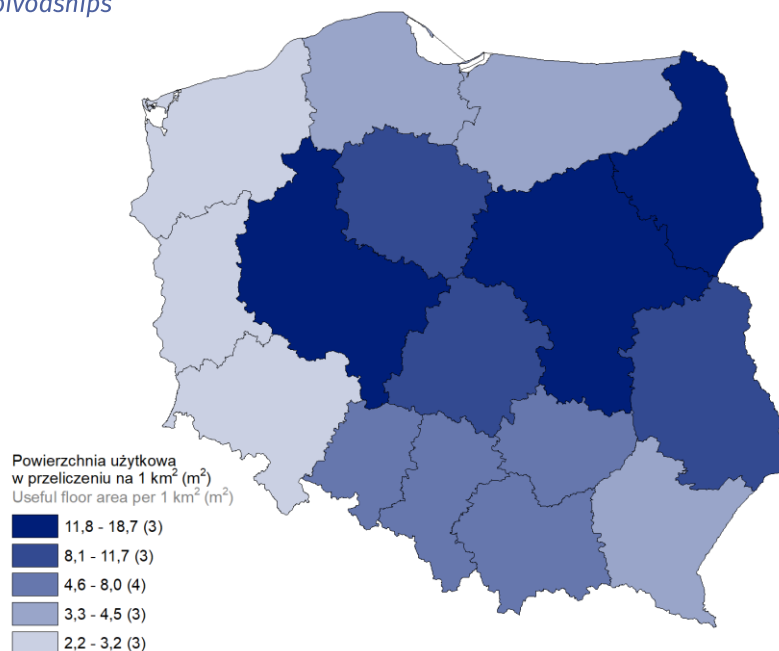 Powierzchnia użytkowa
w przeliczeniu na 1 km² (m²)
Useful floor area per 1 km² (m²)
11,8 - 18,7 (3)
8,1 - 11,7 (3)
4,6 - 8,0 (4)
3,3 - 4,5 (3)
2,2 - 3,2 (3)